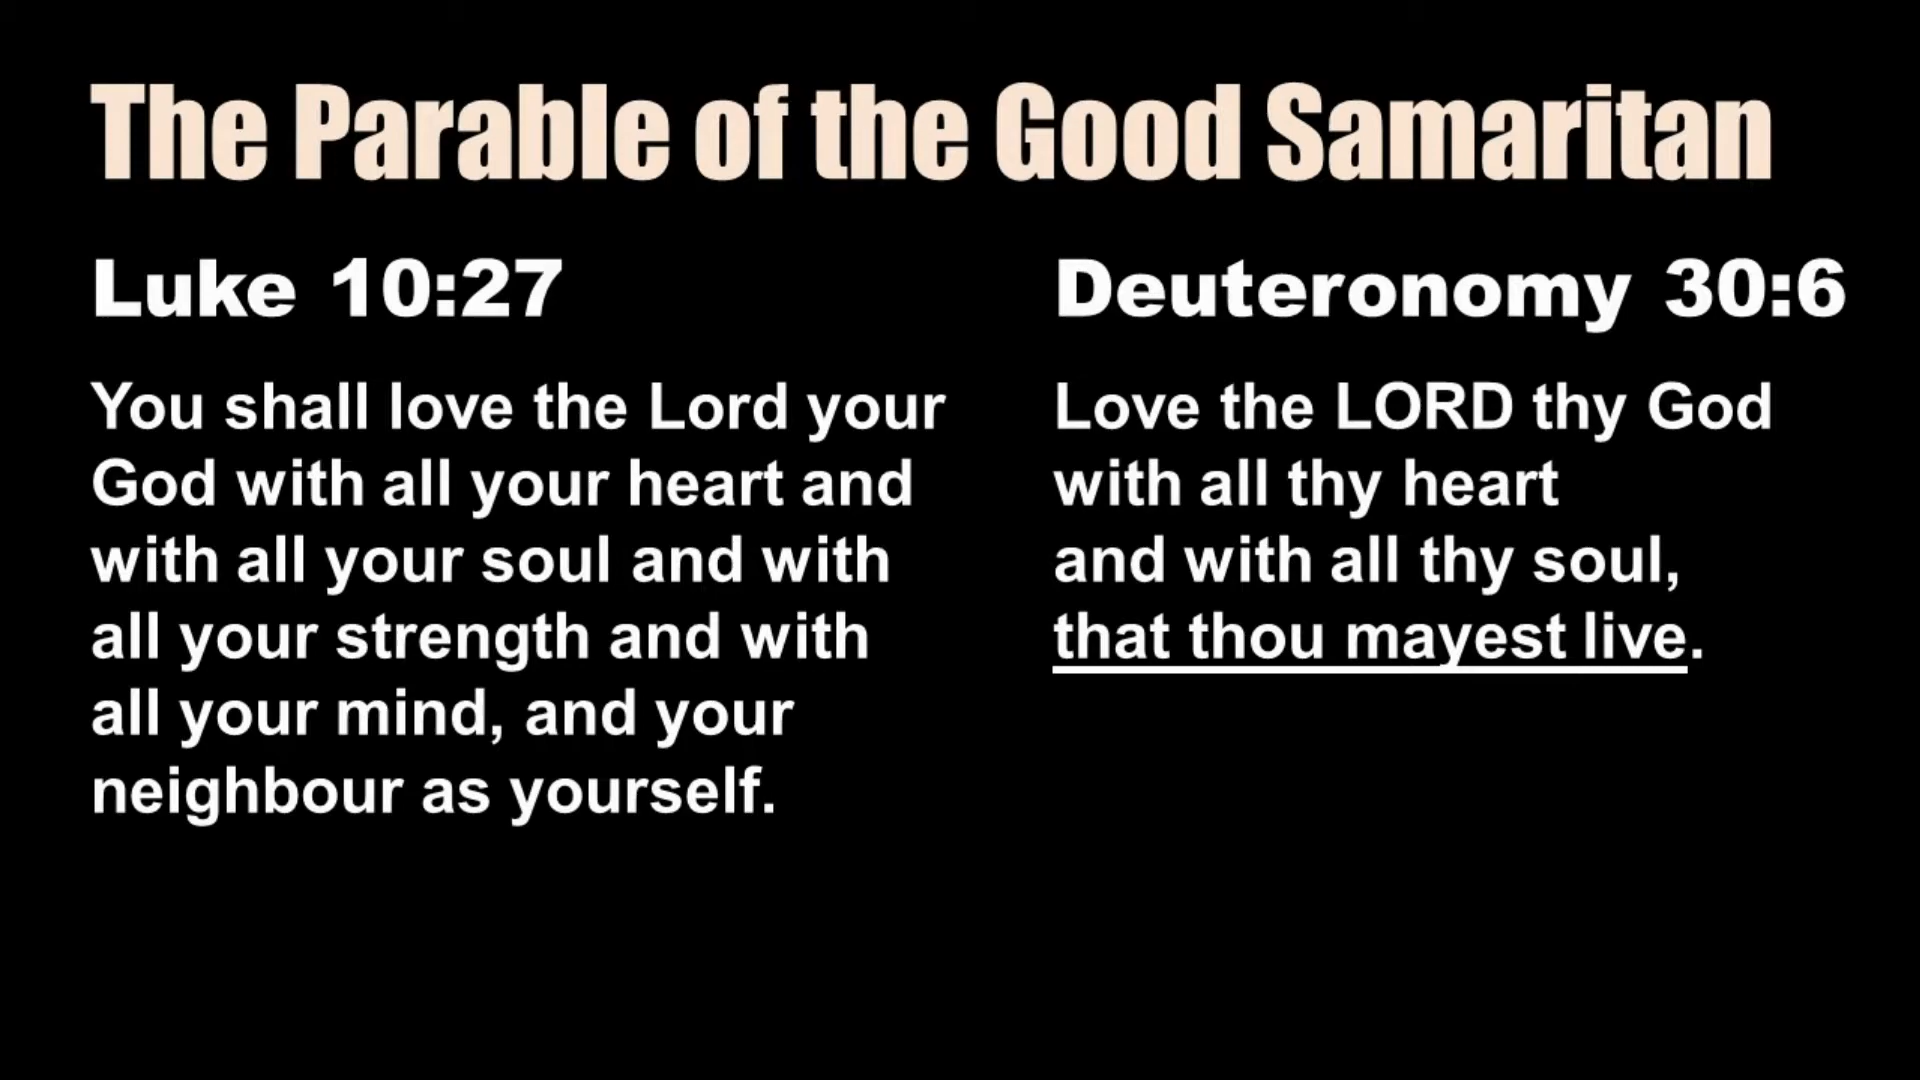 The Parable of the Good Samaritan
Luke 10:27
You shall love the Lord your
God with all your heart and
with all your soul and with
all your strength and with
all your mind, and your
neighbour as yourself.
Deuteronomy 30:6
Love the LORD thy God
with all thy heart
and with all thy soul,
that thou mayest live.